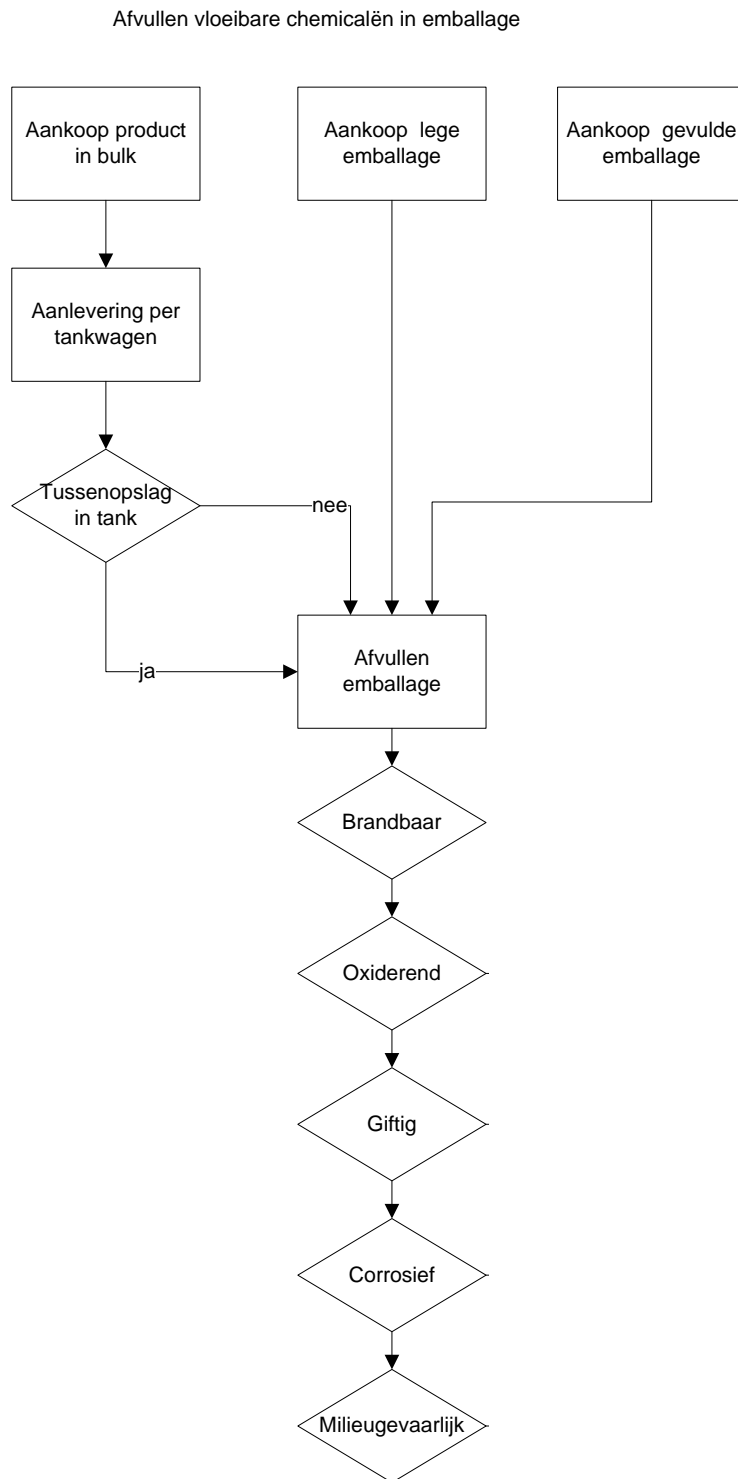 Afvullen vloeibare chemicalën in emballage
Aankoop product
in bulk
Aankoop lege
emballage
Aankoop gevulde
emballage
Aanlevering per
tankwagen
Tussenopslag
in tank
nee
ja
Afvullen
emballage
Brandbaar
Oxiderend
Giftig
Corrosief
Milieugevaarlijk